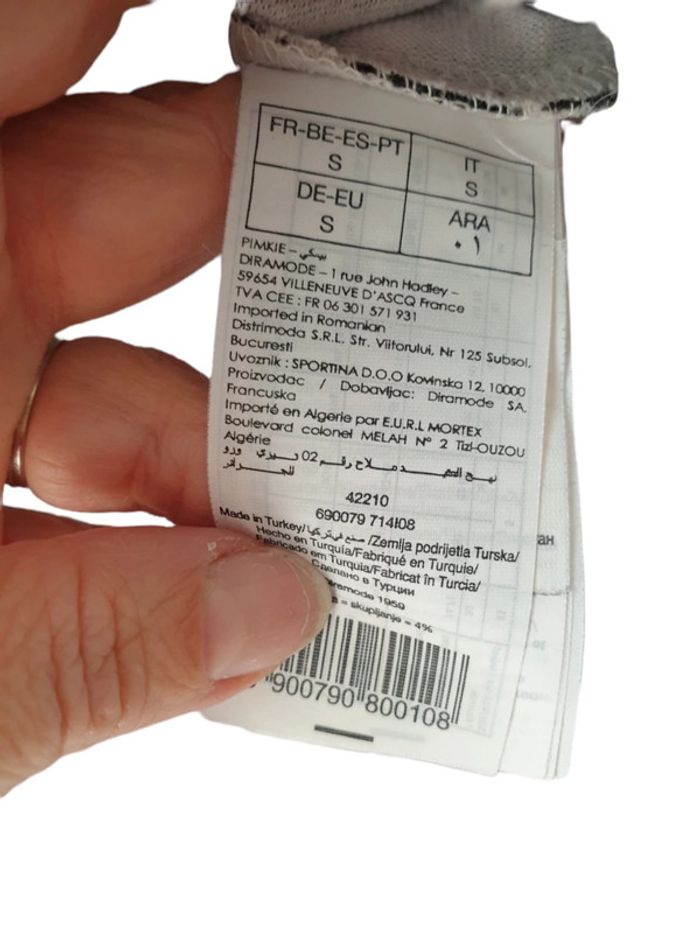 FR-BE-ES-PT
S
IT
S
DE-EU
S
ARA
٠١
PIMKIE – بيمكي
DIRAMODE – 1 rue John Hadley –
59654 VILLENEUVE D'ASCQ France
TVA CEE : FR 06 301 571 931
Imported in Romanian
Distrimoda S.R.L. Str. Viitorului, Nr 125 Subsol,
Bucuresti
Uvoznik : SPORTINA D.O.O Kovinska 12, 10000
Proizvodac / Dobavljac: Diramode SA,
Francuska
Importé en Algerie par E.U.R.L MORTEX
Boulevard colonel MELAH N° 2 Tizi-OUZOU
Algérie
02
42210
690079 714I08
Made in Turkey/صنع في تركيا/Zemlja podrijetla Turska/
Hecho en Turquía/Fabriqué en Turquie/
Fabricado em Turquia/Fabricat în Turcia/
Сделано в Турции
iramode 1959
= skupljanje = 4%
900790 800108